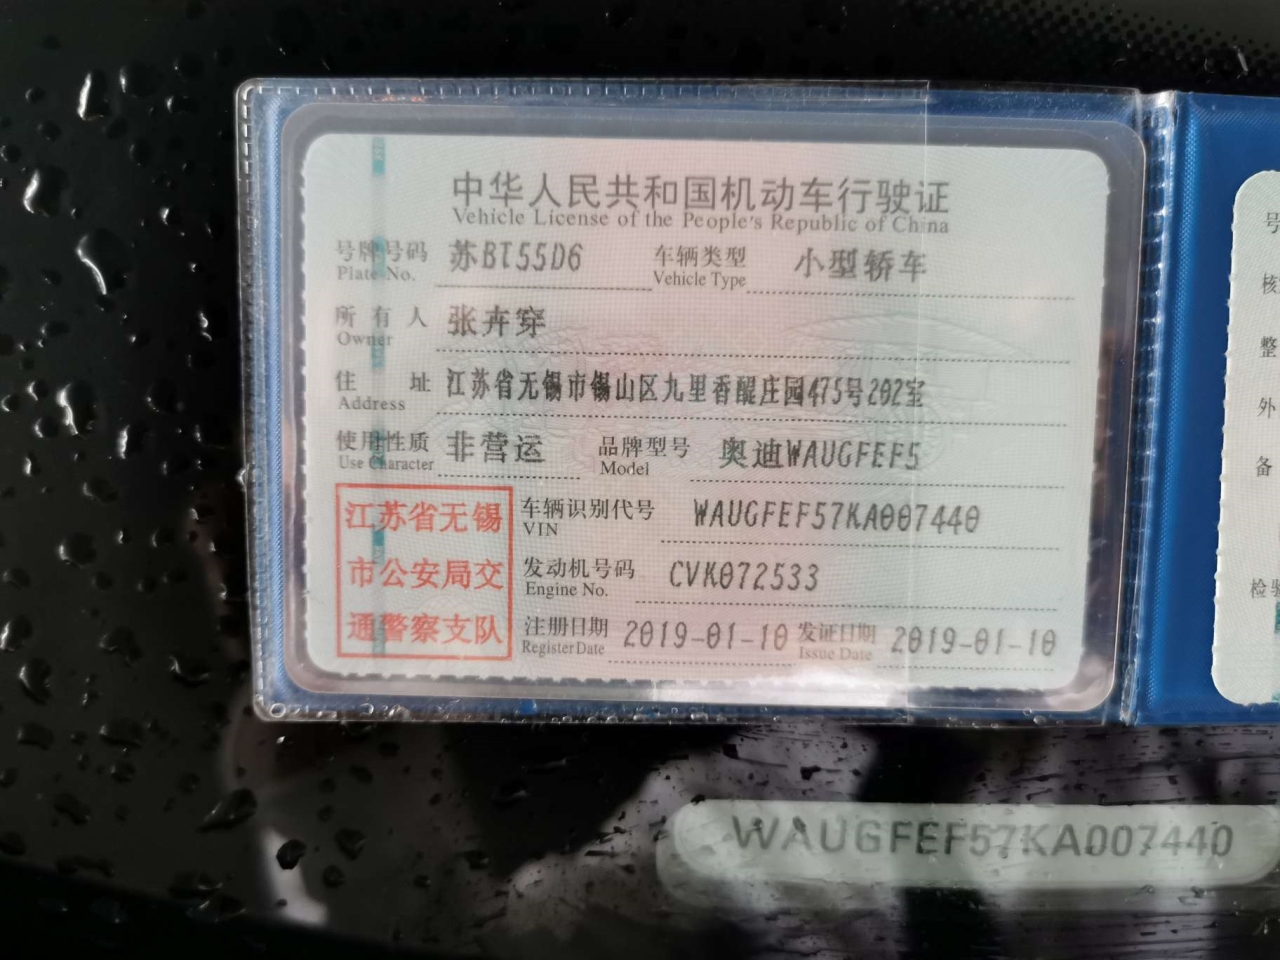 中华人民共和国机动车行驶证
Vehicle License of the People's Republic of China
号牌号码 苏BT55D6 车辆类型 小型轿车
Plate No. Vehicle Type
所有人 张卉穿
Owner
住址 江苏省无锡市锡山区九里香醍庄园475号202室
Address
使用性质 非营运 品牌型号 奥迪WAUGFEF5
Use Character Model
江苏省无锡
市公安局交
通警察支队
车辆识别代号 WAUGFEF57KA007440
VIN
发动机号码 CVK072533
Engine No.
注册日期 2019-01-10 发证日期 2019-01-10
Register Date Issue Date
号
核
整
外
备
检验
WAUGFEF57KA007440